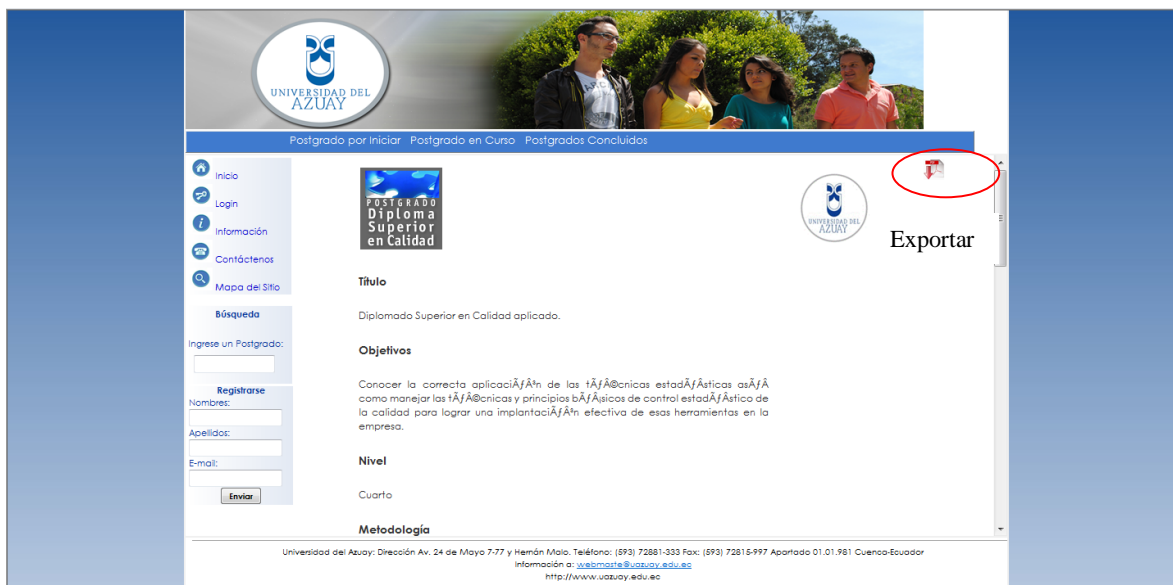 UNIVERSIDAD DEL
AZUAY
Postgrado por Iniciar Postgrado en Curso Postgrados Concluidos
Inicio
Login
Información
Contáctenos
Mapa del Sitio
Búsqueda
Ingrese un Postgrado:
Registrarse
Nombres:
Apellidos:
E-mail:
Enviar
POSTGRADO
Diploma
Superior
en Calidad
UNIVERSIDAD DEL
AZUAY
Exportar
Título
Diplomado Superior en Calidad aplicado.
Objetivos
Conocer la correcta aplicaciÃƒÂ³n de las tÃƒÂ©cnicas estadÃƒÂsticas asÃƒÂ
como manejar las tÃƒÂ©cnicas y principios bÃƒÂ¡sicos de control estadÃƒÂstico de
la calidad para lograr una implantaciÃƒÂ³n efectiva de esas herramientas en la
empresa.
Nivel
Cuarto
Metodología
Universidad del Azuay: Dirección Av. 24 de Mayo 7-77 y Hernán Malo. Teléfono: (593) 72881-333 Fax: (593) 72815-997 Apartado 01.01.981 Cuenca-Ecuador
Información a: webmaste@uazuay.edu.ec
http://www.uazuay.edu.ec